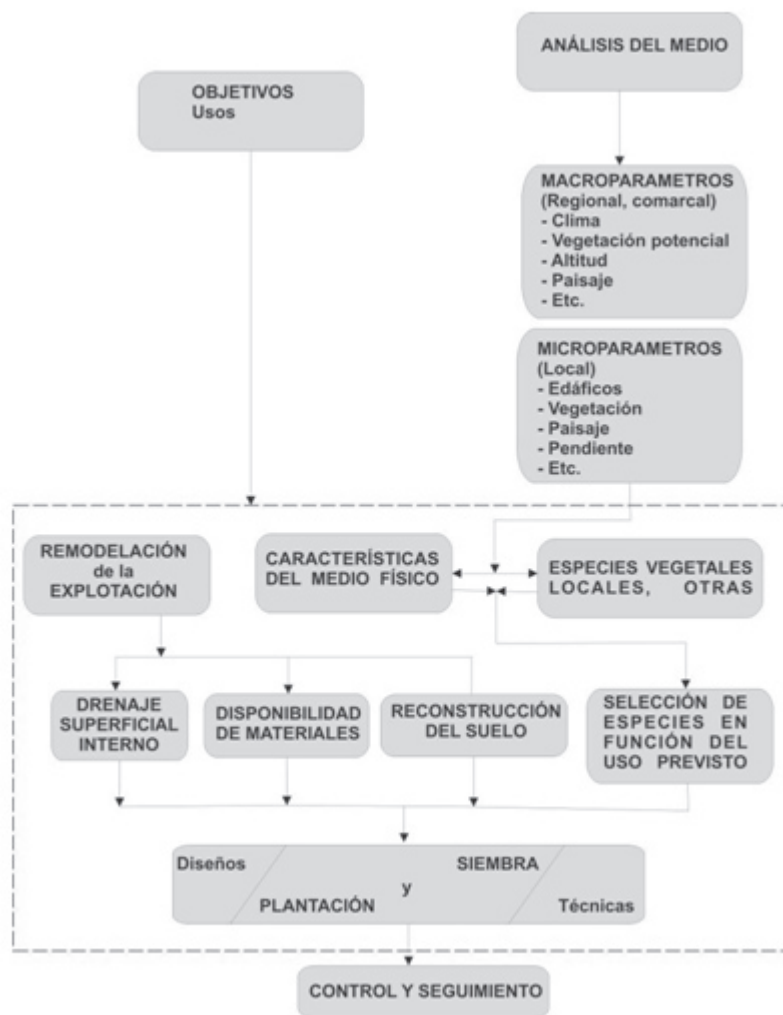 ANÁLISIS DEL MEDIO
OBJETIVOS
Usos
MACROPARAMETROS
(Regional, comarcal)
- Clima
- Vegetación potencial
- Altitud
- Paisaje
- Etc.
MICROPARAMETROS
(Local)
- Edáficos
- Vegetación
- Paisaje
- Pendiente
- Etc.
REMODELACIÓN
de la
EXPLOTACIÓN
CARACTERÍSTICAS
DEL MEDIO FÍSICO
ESPECIES VEGETALES
LOCALES, OTRAS
DRENAJE
SUPERFICIAL
INTERNO
DISPONIBILIDAD
DE MATERIALES
RECONSTRUCCIÓN
DEL SUELO
SELECCIÓN DE
ESPECIES EN
FUNCIÓN DEL
USO PREVISTO
Diseños SIEMBRA
y
PLANTACIÓN Técnicas
CONTROL Y SEGUIMIENTO